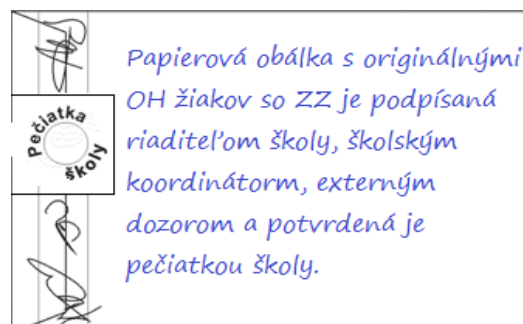 Papierová obálka s originálnymi
OH žiakov so ZZ je podpísaná
riaditeľom školy, školským
koordinátorm, externým
dozorom a potvrdená je
pečiatkou školy.
Pečiatka
školy